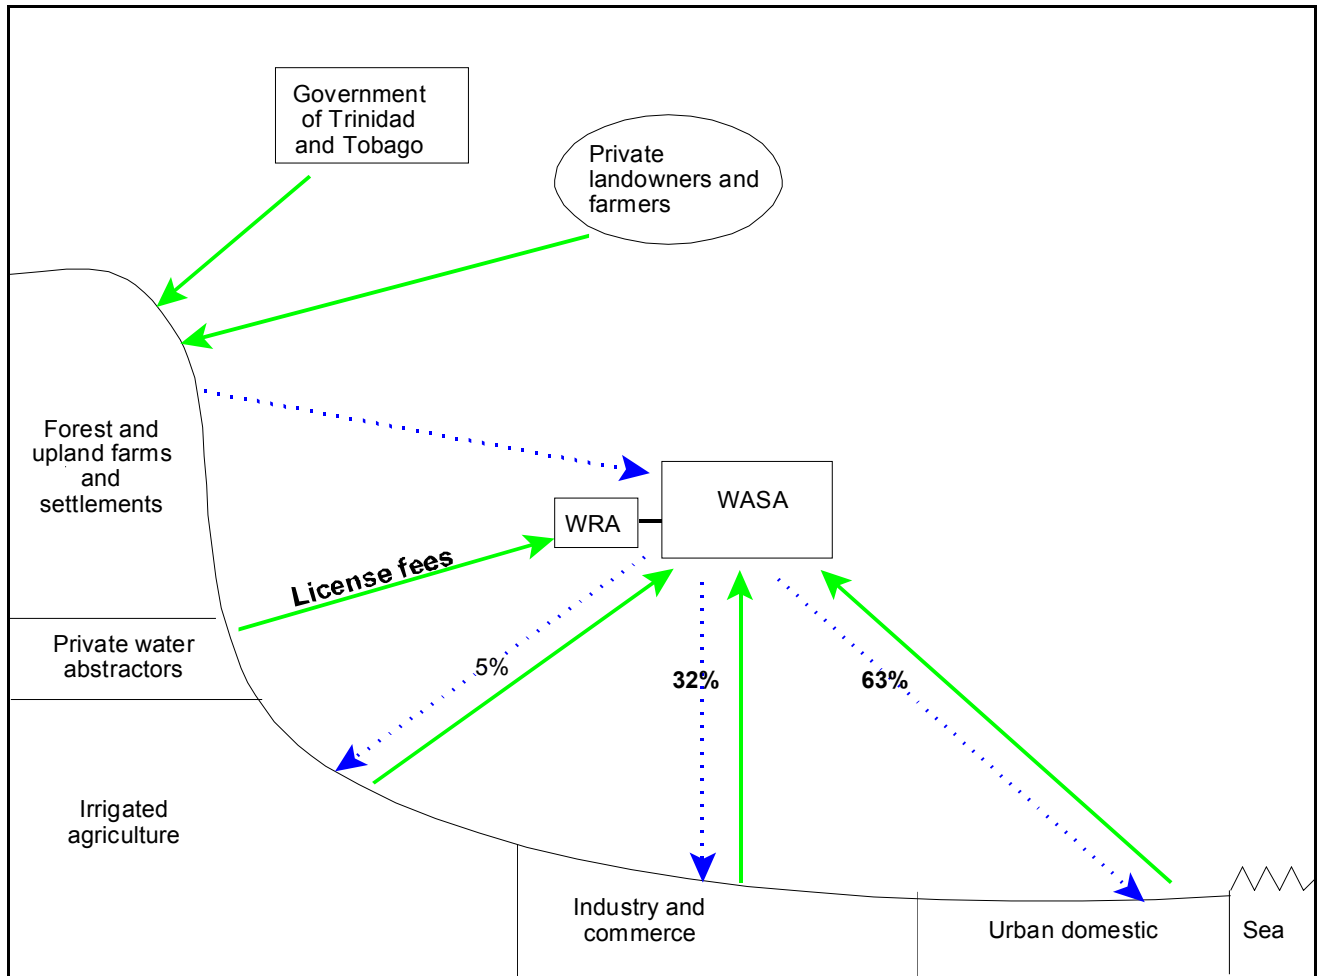 Government
of Trinidad
and Tobago
Private
landowners and
farmers
Forest and
upland farms
and
settlements
WASA
WRA
License fees
Private water
abstractors
5%
32%
63%
Irrigated
agriculture
Industry and
commerce
Urban domestic
Sea